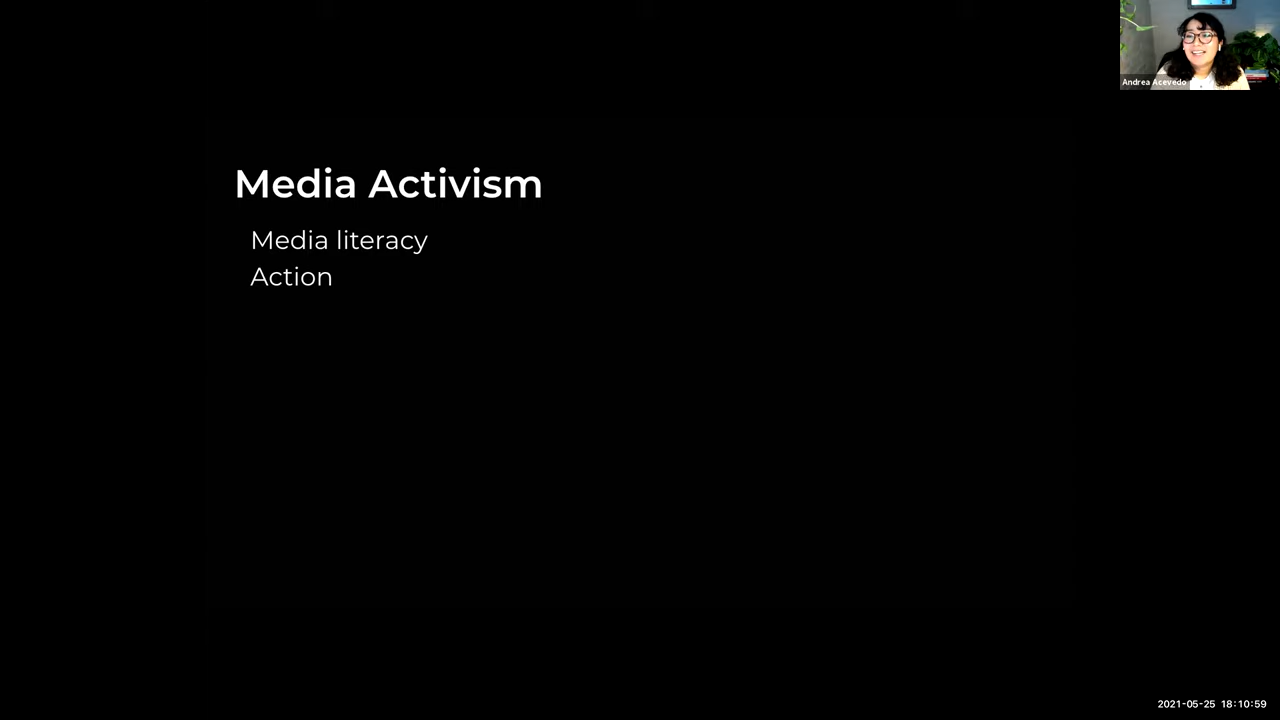 Andrea Acevedo
Media Activism
Media literacy
Action
2021-05-25 18:10:59